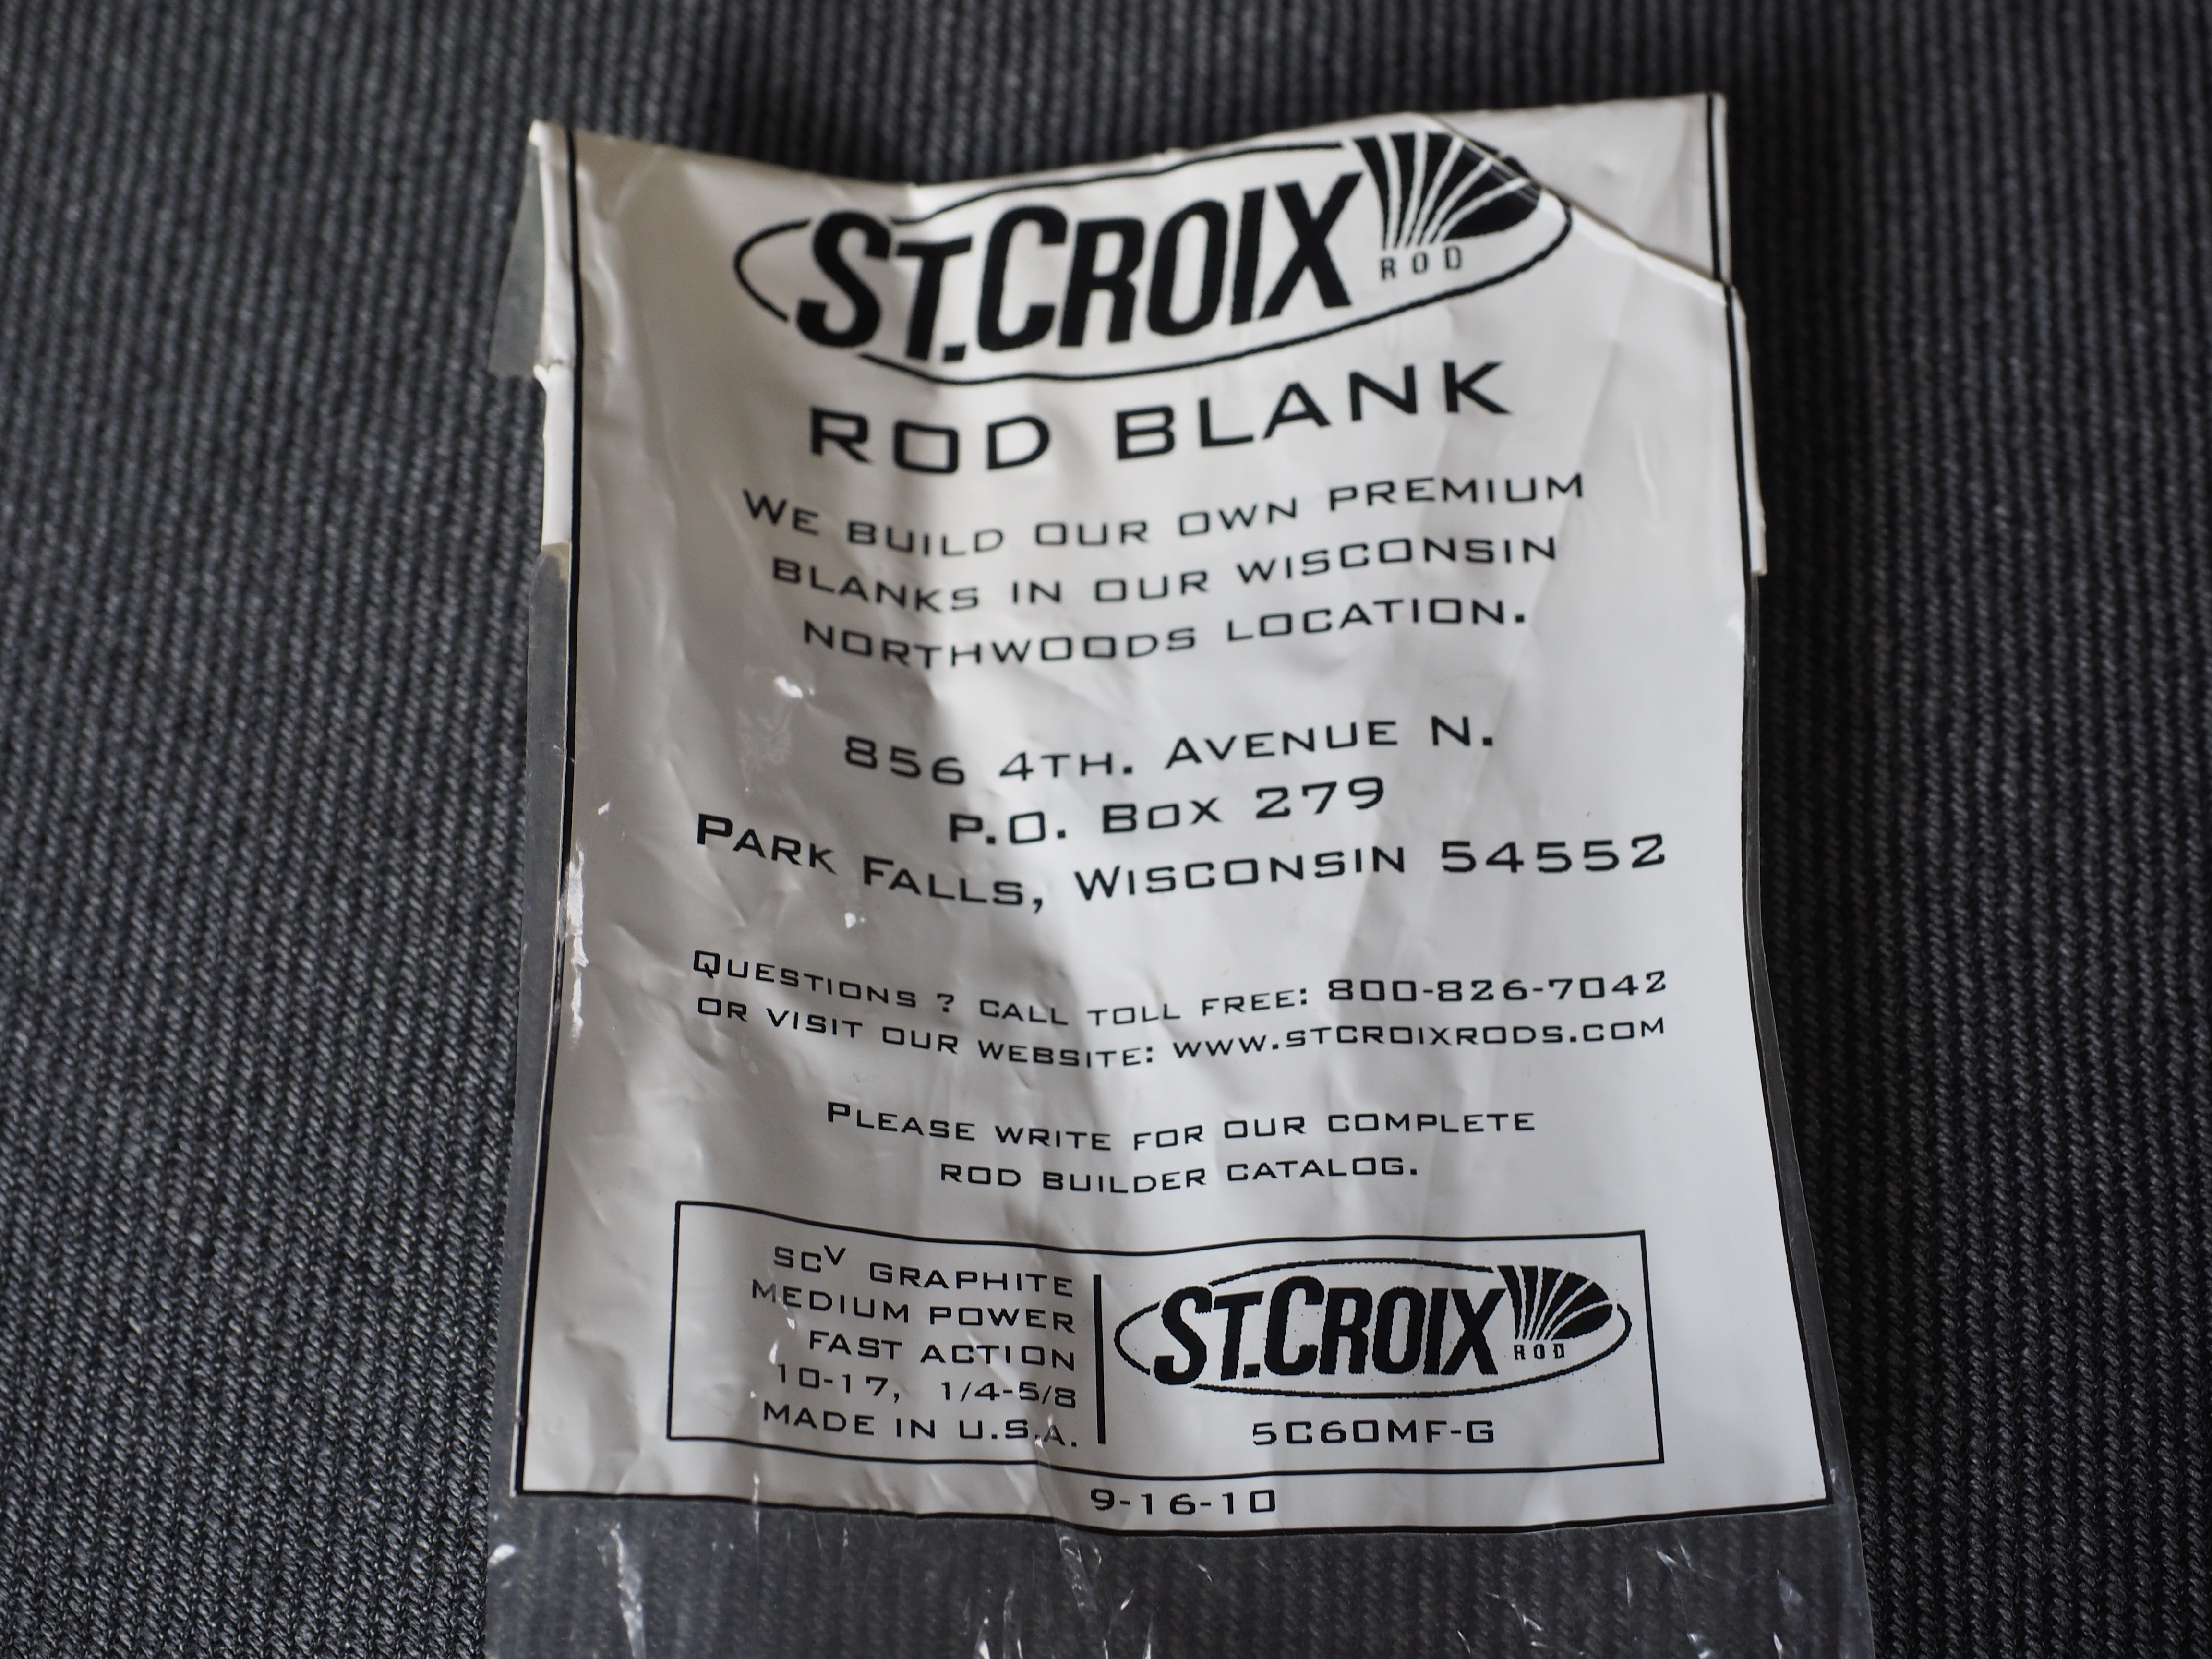 ST.CROIX
ROD
ROD BLANK
WE BUILD OUR OWN PREMIUM
BLANKS IN OUR WISCONSIN
NORTHWOODS LOCATION.
856 4TH. AVENUE N.
P.O. BOX 279
PARK FALLS, WISCONSIN 54552
QUESTIONS ? CALL TOLL FREE: 800-826-7042
OR VISIT OUR WEBSITE: WWW.STCROIXRODS.COM
PLEASE WRITE FOR OUR COMPLETE
ROD BUILDER CATALOG.
SCV GRAPHITE
MEDIUM POWER
FAST ACTION
10-17, 1/4-5/8
MADE IN U.S.A.
ST.CROIX
ROD
5C60MF-G
9-16-10